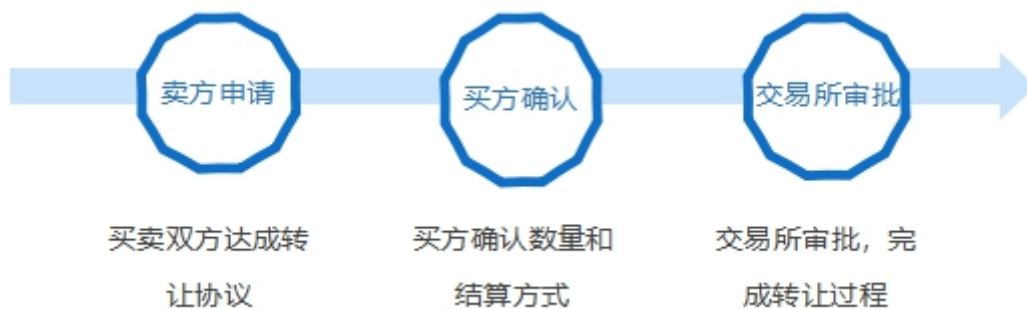 卖方申请
买方确认
交易所审批
买卖双方达成转
让协议
买方确认数量和
结算方式
交易所审批，完
成转让过程